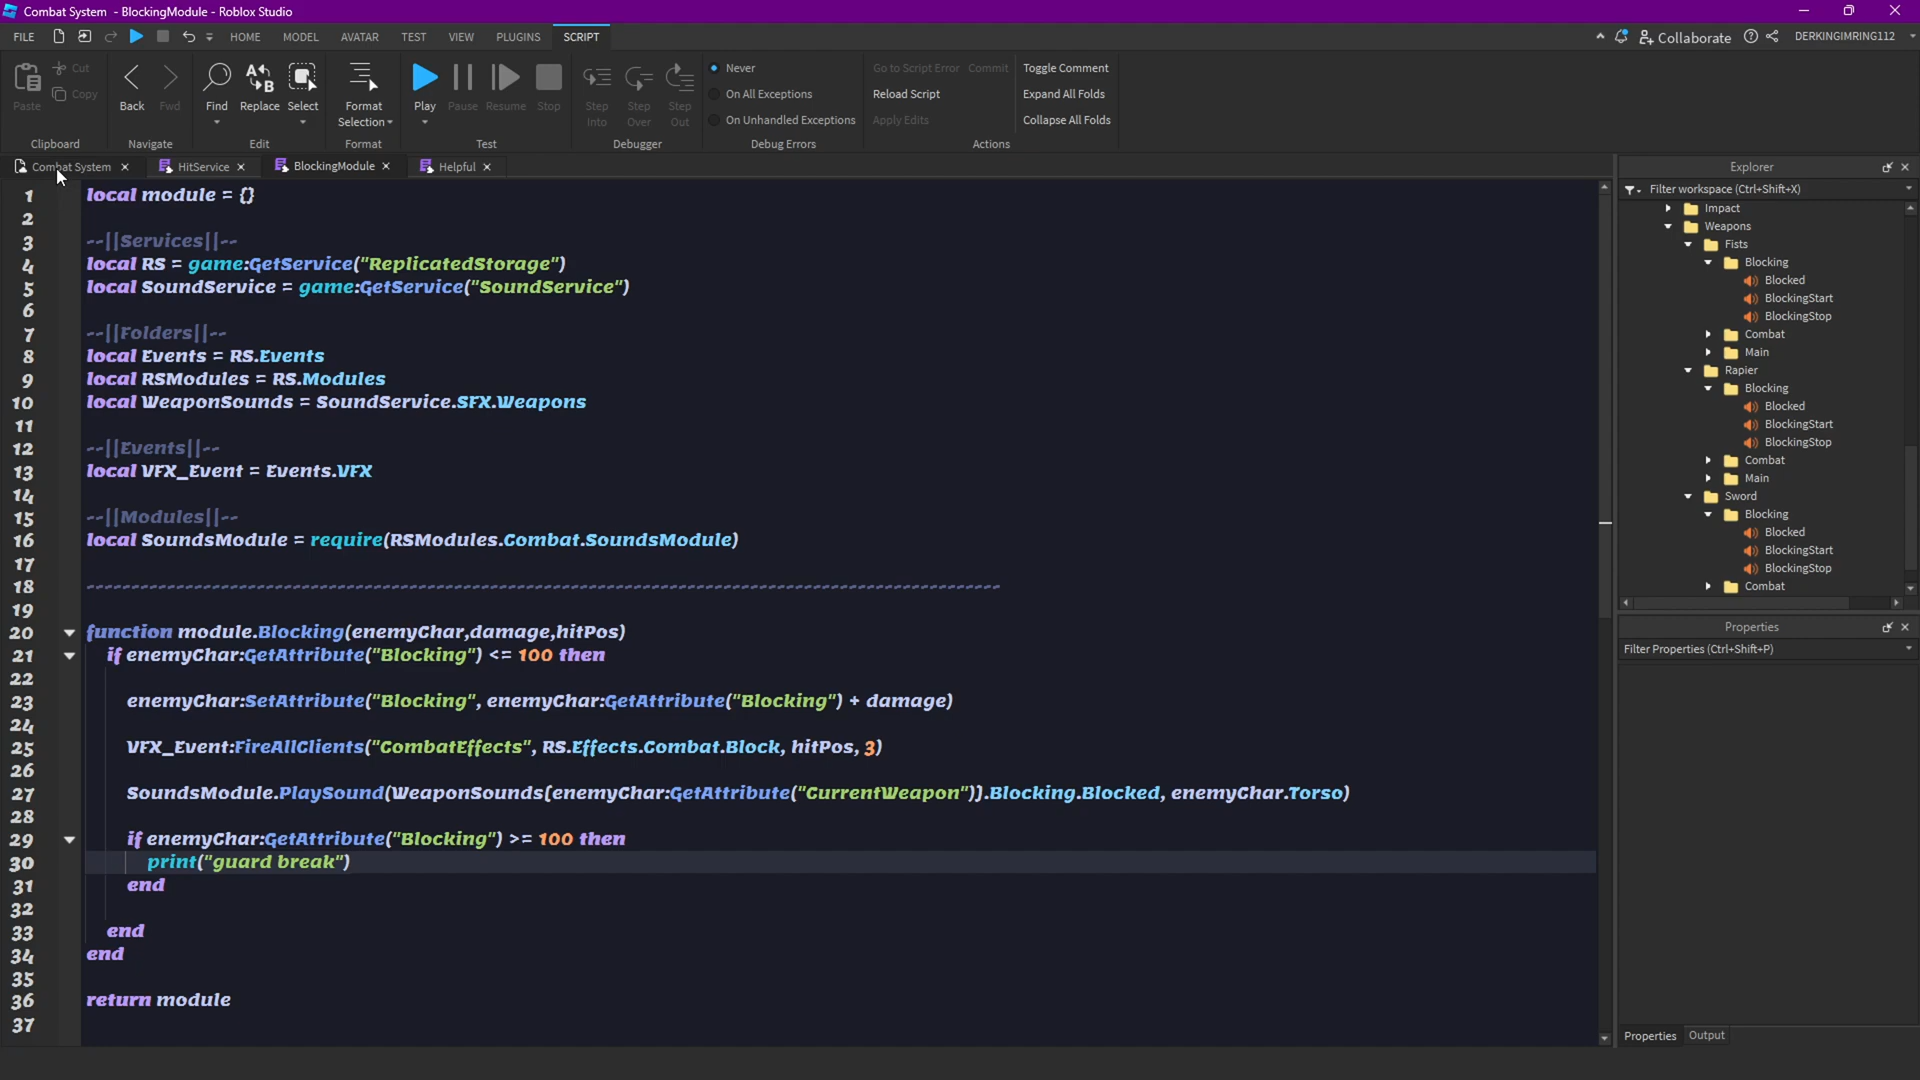 Combat System - BlockingModule - Roblox Studio
FILE HOME MODEL AVATAR TEST VIEW PLUGINS SCRIPT Collaborate DERKINGIMRING112
Paste Cut Copy
Clipboard
Back Fwd
Navigate
Find Replace Select
Edit
Format Selection
Format
Play Pause Resume Stop
Test
Step Into Step Over Step Out
Debugger
Never
On All Exceptions
On Unhandled Exceptions
Debug Errors
Go to Script Error Commit
Reload Script
Apply Edits
Toggle Comment
Expand All Folds
Collapse All Folds
Actions
Combat System HitService BlockingModule Helpful
1 local module = {}
2
3 --||Services||--
4 local RS = game:GetService("ReplicatedStorage")
5 local SoundService = game:GetService("SoundService")
6
7 --||Folders||--
8 local Events = RS.Events
9 local RSModules = RS.Modules
10 local WeaponSounds = SoundService.SFX.Weapons
11
12 --||Events||--
13 local VFX_Event = Events.VFX
14
15 --||Modules||--
16 local SoundsModule = require(RSModules.Combat.SoundsModule)
17
18
19
20 function module.Blocking(enemyChar,damage,hitPos)
21 if enemyChar:GetAttribute("Blocking") <= 100 then
22
23 enemyChar:SetAttribute("Blocking", enemyChar:GetAttribute("Blocking") + damage)
24
25 VFX_Event:FireAllClients("CombatEffects", RS.Effects.Combat.Block, hitPos, 3)
26
27 SoundsModule.PlaySound(WeaponSounds[enemyChar:GetAttribute("CurrentWeapon")].Blocking.Blocked, enemyChar.Torso)
28
29 if enemyChar:GetAttribute("Blocking") >= 100 then
30 print("guard break")
31 end
32
33 end
34 end
35
36 return module
37
Explorer
Filter workspace (Ctrl+Shift+X)
Impact
Weapons
Fists
Blocking
Blocked
BlockingStart
BlockingStop
Combat
Main
Rapier
Blocking
Blocked
BlockingStart
BlockingStop
Combat
Main
Sword
Blocking
Blocked
BlockingStart
BlockingStop
Combat
Properties
Filter Properties (Ctrl+Shift+P)
Properties Output